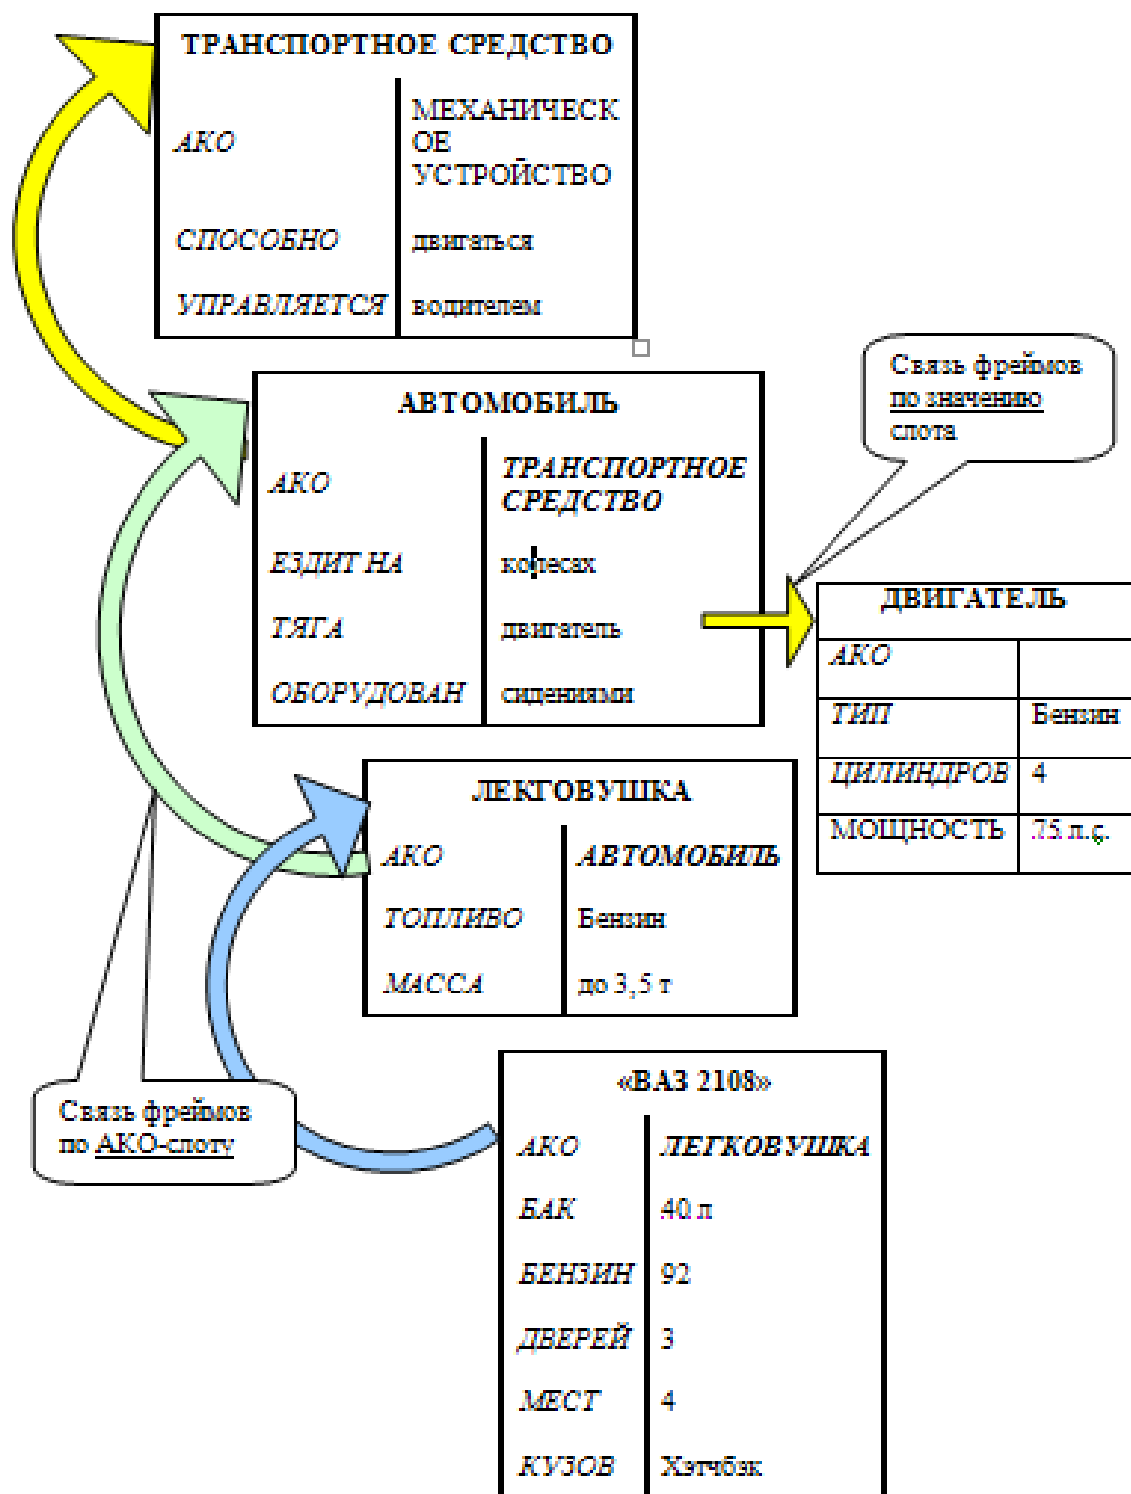 ТРАНСПОРТНОЕ СРЕДСТВО
АКО
МЕХАНИЧЕСК
ОЕ
УСТРОЙСТВО
СПОСОБНО двигаться
УПРАВЛЯЕТСЯ водителем
Связь фреймов
по значению
слота
АВТОМОБИЛЬ
АКО
ТРАНСПОРТНОЕ
СРЕДСТВО
ЕЗДИТ НА колесах
ТЯГА двигатель
ОБОРУДОВАН сидениями
ДВИГАТЕЛЬ
АКО
ТИП Бензин
ЦИЛИНДРОВ 4
МОЩНОСТЬ 75 л.с.
ЛЕКГОВУШКА
АКО АВТОМОБИЛЬ
ТОПЛИВО Бензин
МАССА до 3,5 т
Связь фреймов
по АКО-слоту
«ВАЗ 2108»
АКО ЛЕГКОВУШКА
БАК 40 л
БЕНЗИН 92
ДВЕРЕЙ 3
МЕСТ 4
КУЗОВ Хэтчбэк